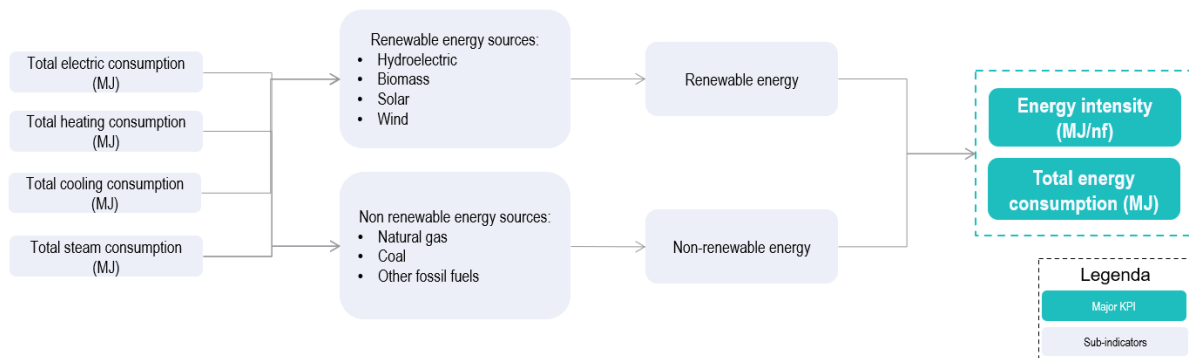 Total electric consumption
(MJ)
Total heating consumption
(MJ)
Total cooling consumption
(MJ)
Total steam consumption
(MJ)
Renewable energy sources:
• Hydroelectric
• Biomass
• Solar
• Wind
Non renewable energy sources:
• Natural gas
• Coal
• Other fossil fuels
Renewable energy
Non-renewable energy
Energy intensity
(MJ/nf)
Total energy
consumption (MJ)
Legenda
Major KPI
Sub-indicators